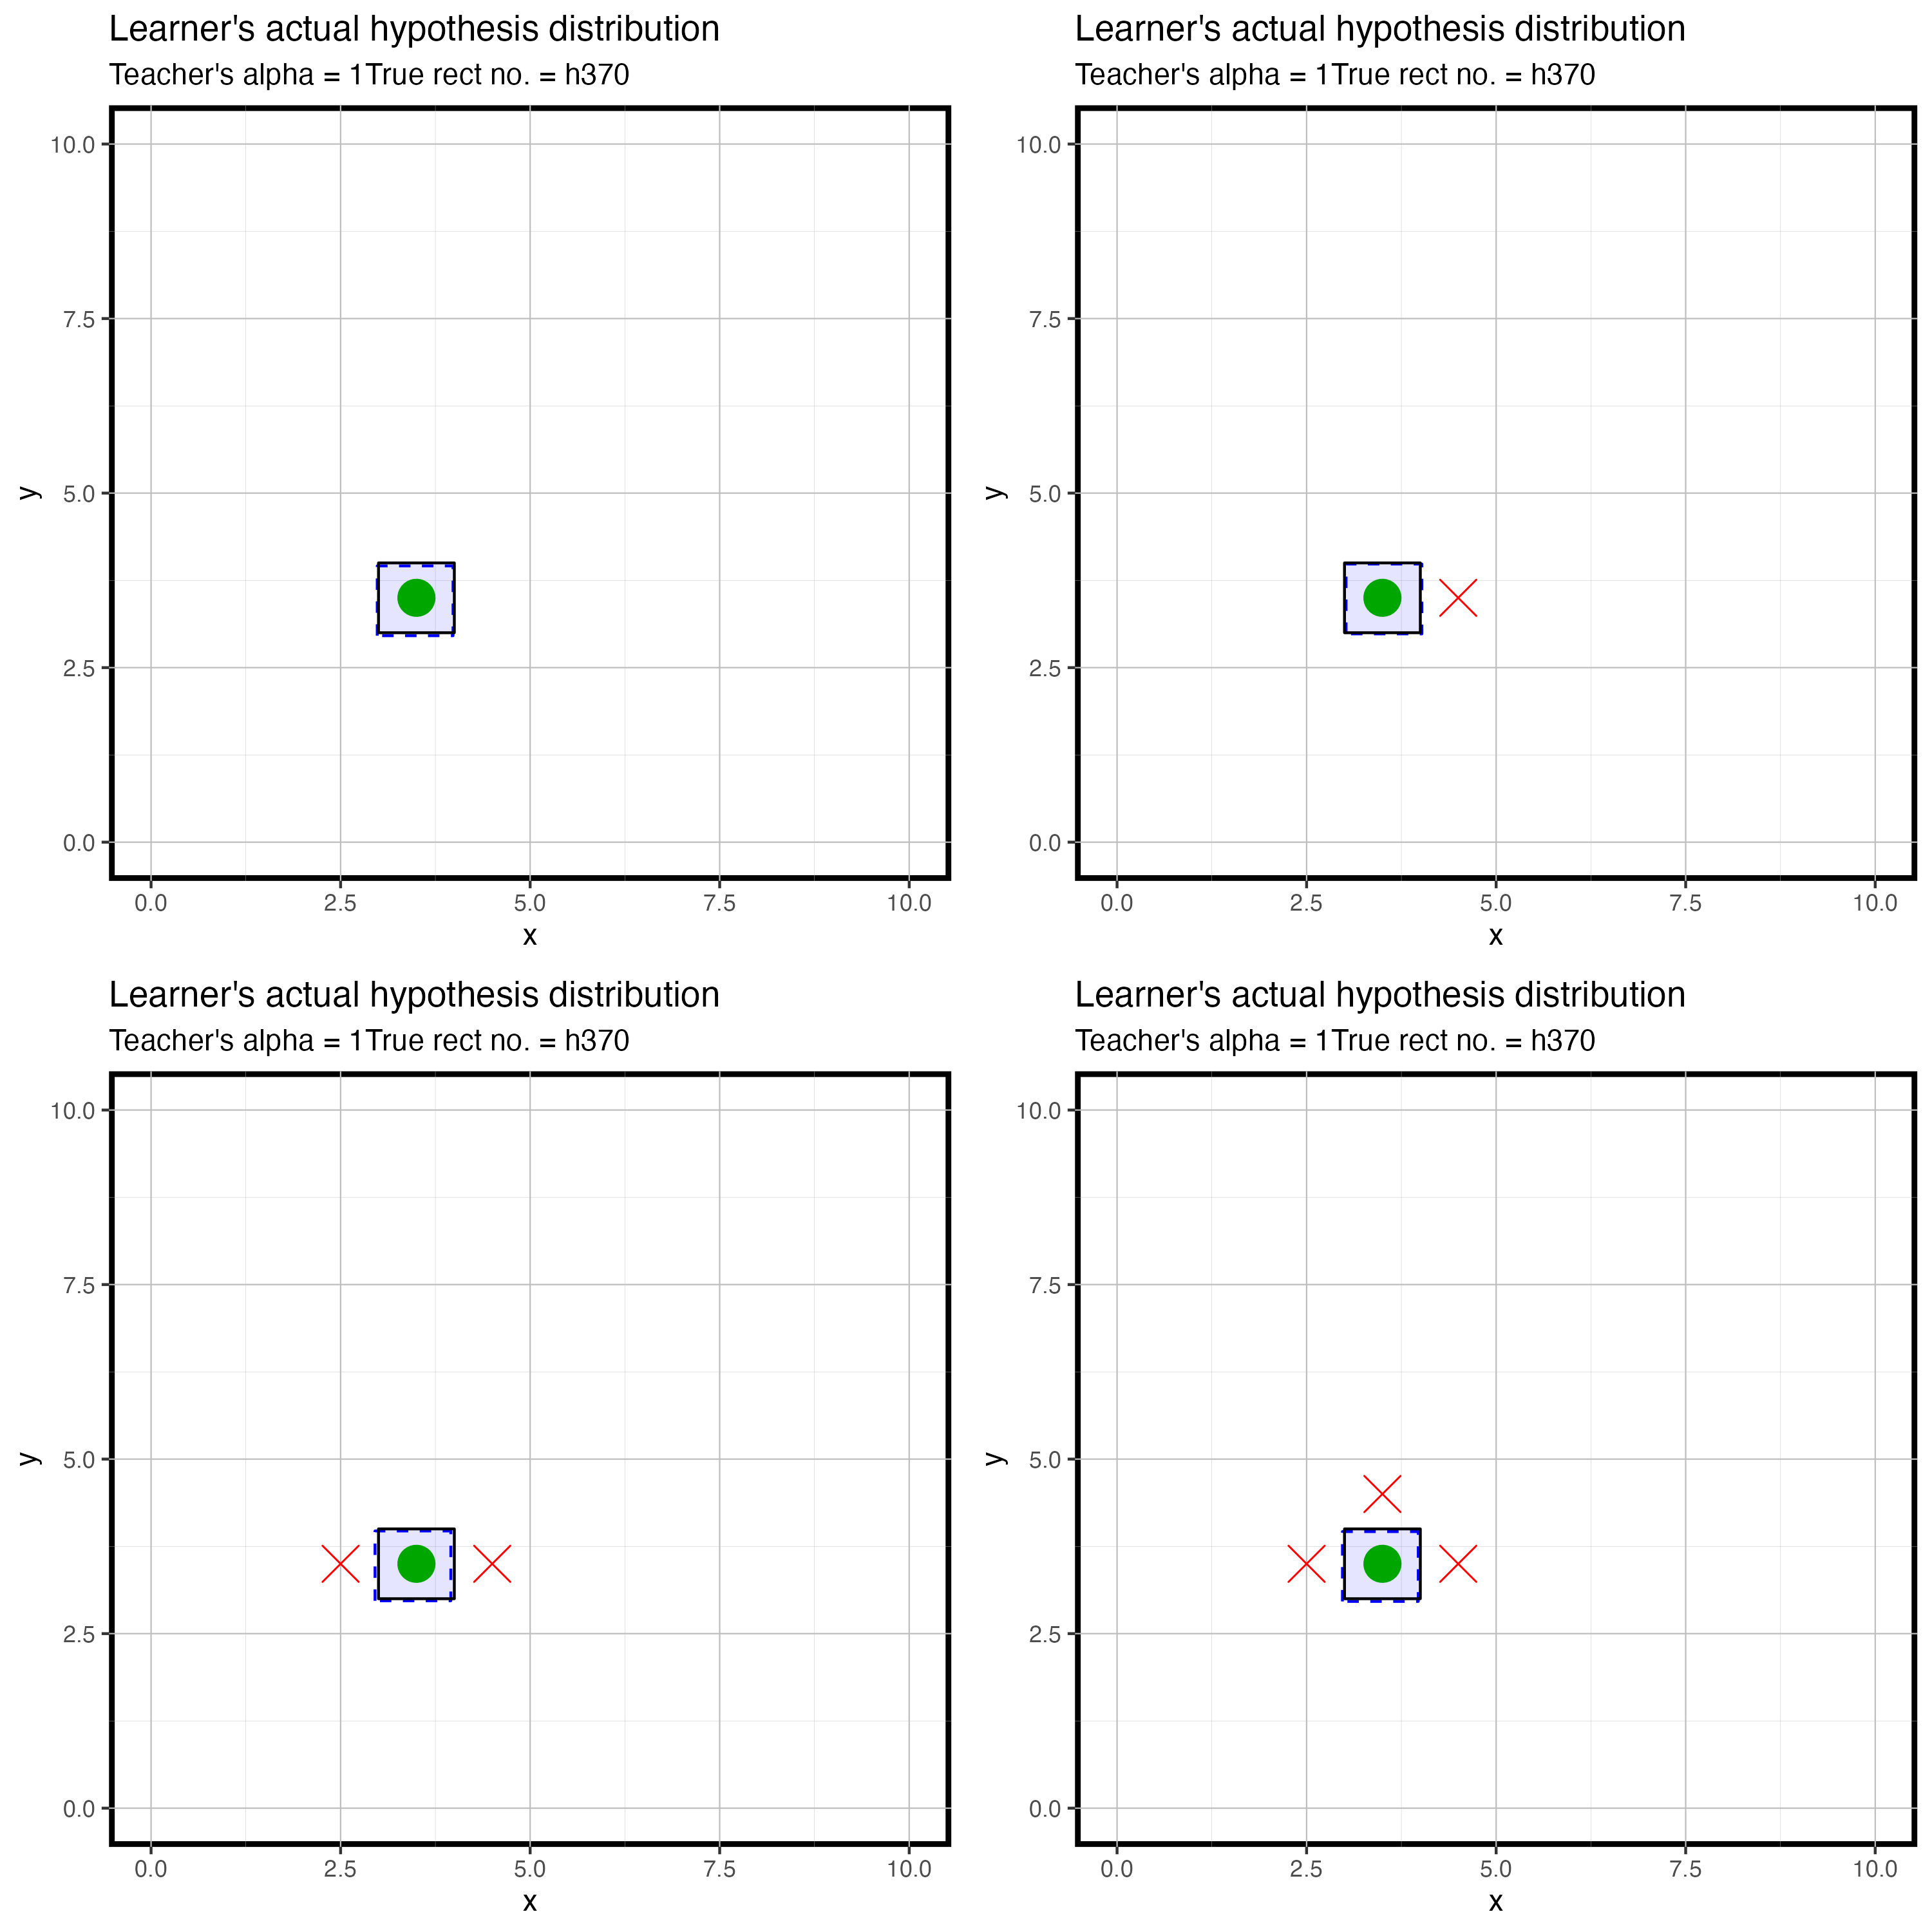 Learner's actual hypothesis distribution
Teacher's alpha = 1True rect no. = h370
10.0
7.5
5.0
2.5
0.0
y
0.0 2.5 5.0 7.5 10.0
x
Learner's actual hypothesis distribution
Teacher's alpha = 1True rect no. = h370
10.0
7.5
5.0
2.5
0.0
y
0.0 2.5 5.0 7.5 10.0
x
Learner's actual hypothesis distribution
Teacher's alpha = 1True rect no. = h370
10.0
7.5
5.0
2.5
0.0
y
0.0 2.5 5.0 7.5 10.0
x
Learner's actual hypothesis distribution
Teacher's alpha = 1True rect no. = h370
10.0
7.5
5.0
2.5
0.0
y
0.0 2.5 5.0 7.5 10.0
x